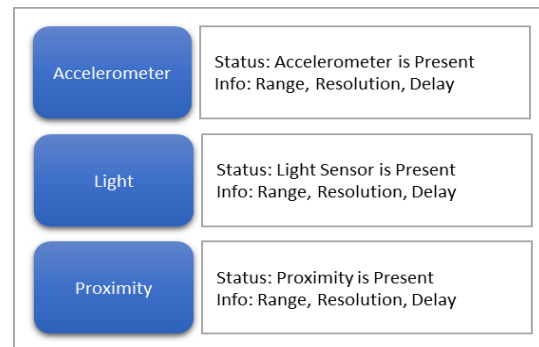 Accelerometer
Status: Accelerometer is Present
Info: Range, Resolution, Delay
Light
Status: Light Sensor is Present
Info: Range, Resolution, Delay
Proximity
Status: Proximity is Present
Info: Range, Resolution, Delay